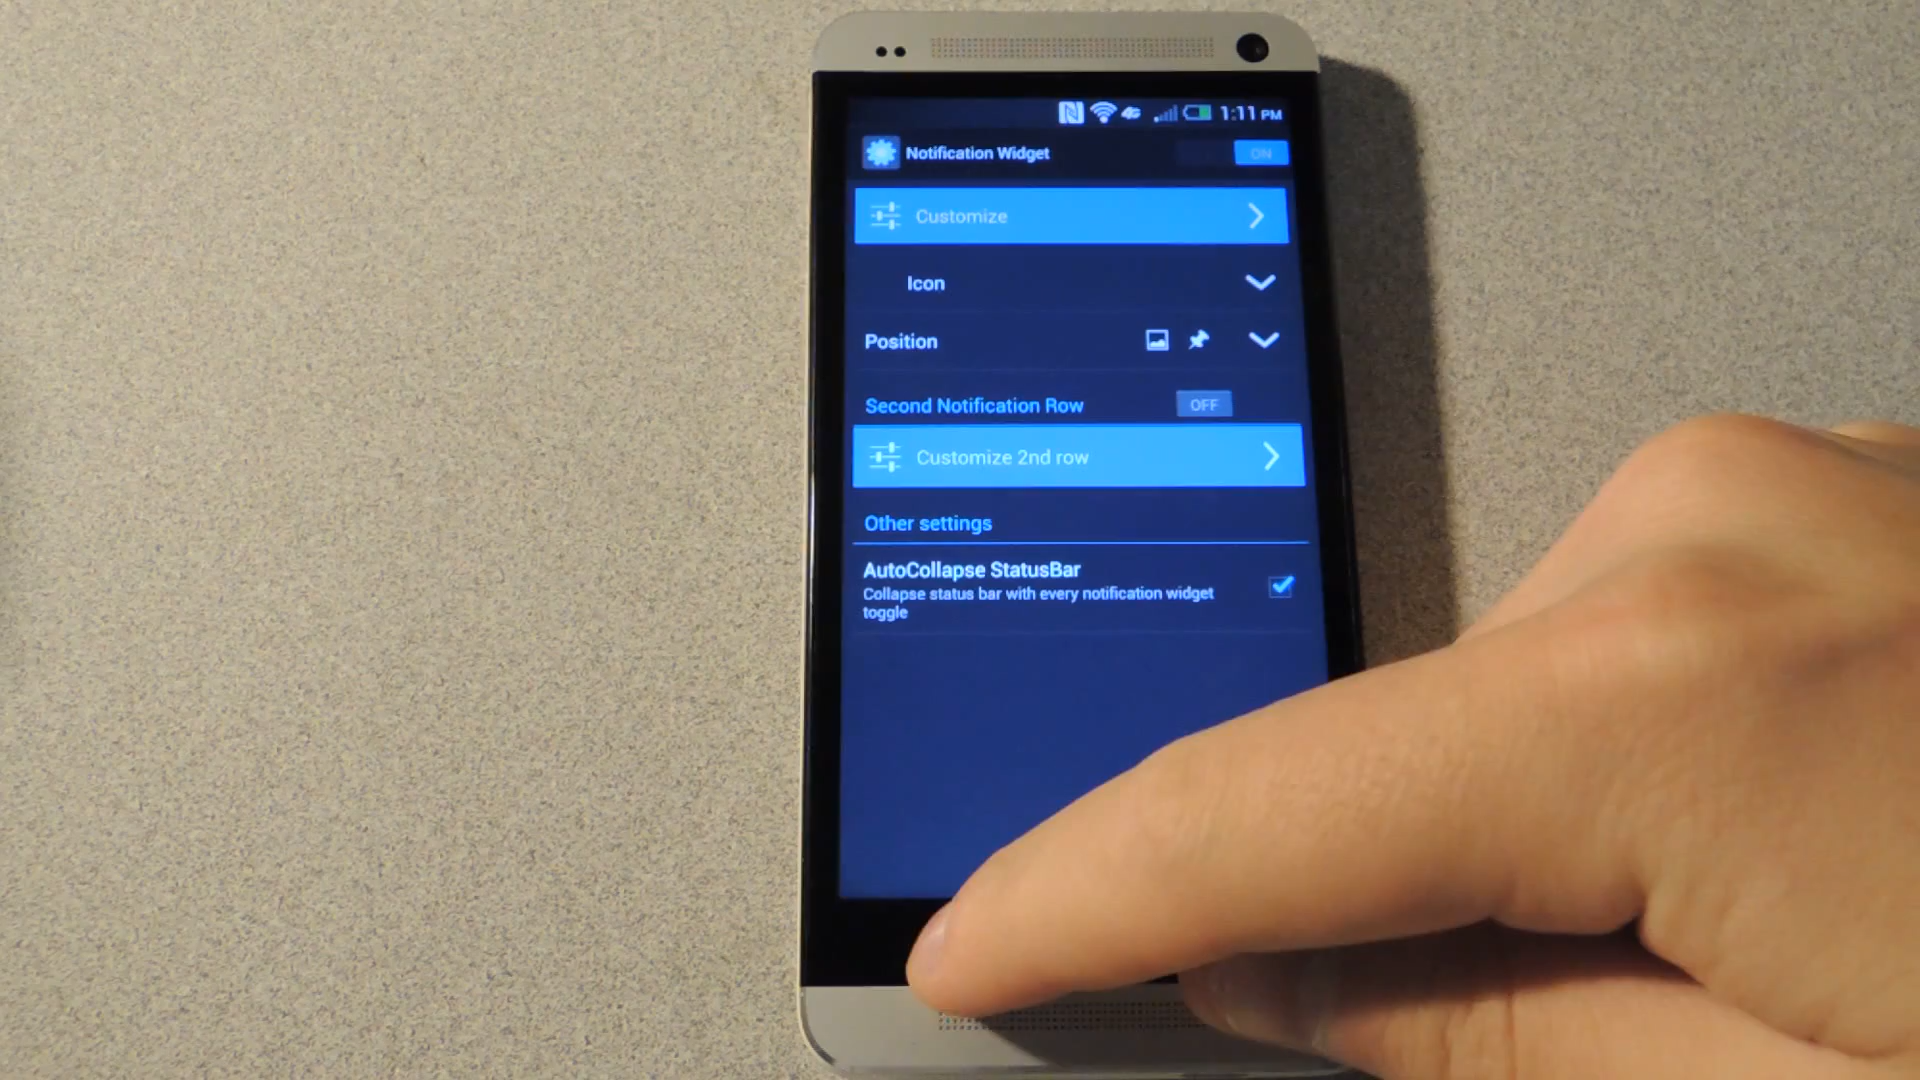 1:11 PM
Notification Widget
ON
Customize
Icon
Position
Second Notification Row
OFF
Customize 2nd row
Other settings
AutoCollapse StatusBar
Collapse status bar with every notification widget
toggle